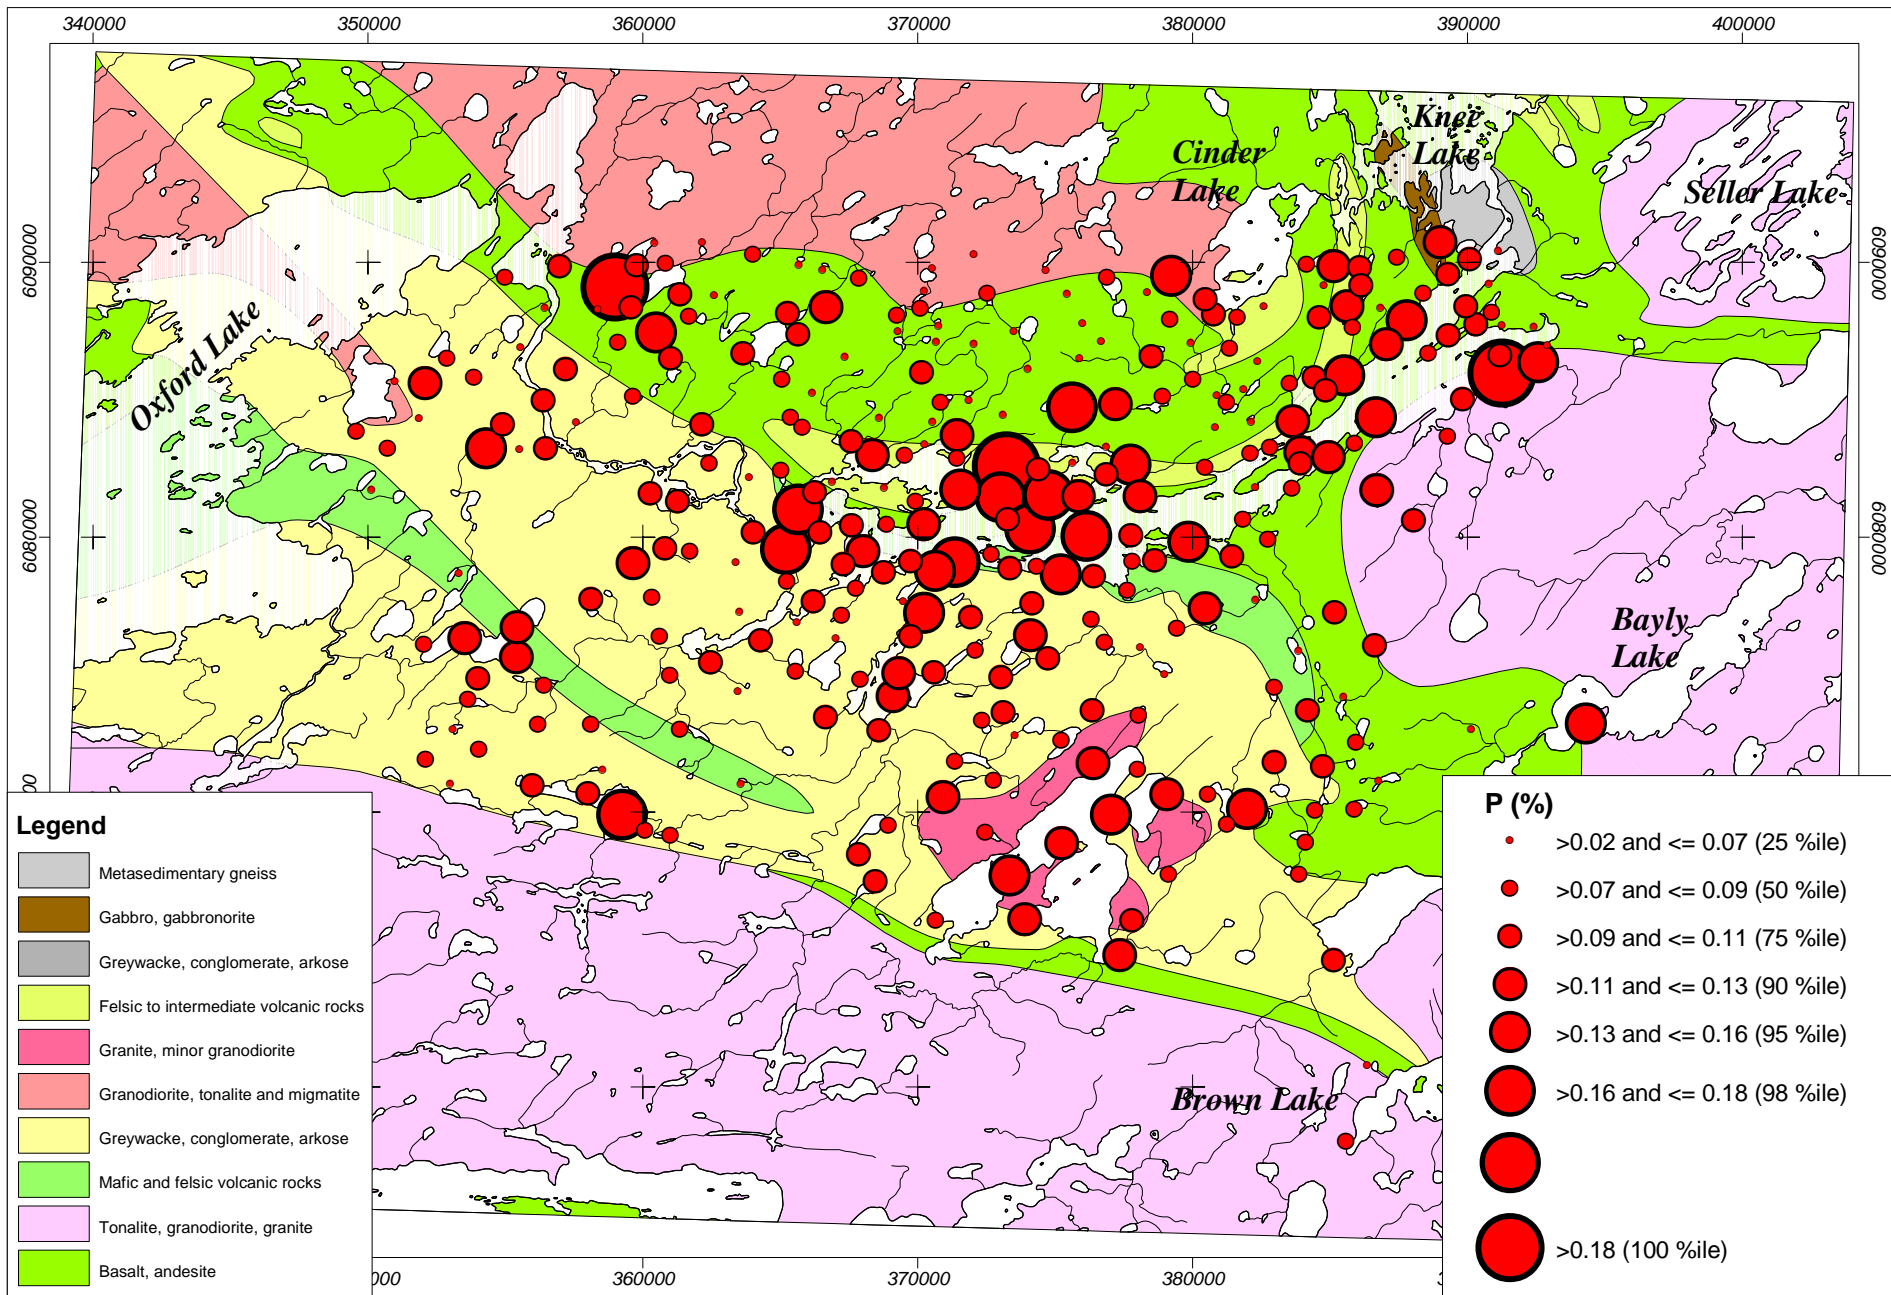 340000
350000
360000
370000
380000
390000
400000
Knee
Lake
Cinder
Lake
Seller Lake
6090000
6090000
Oxford Lake
6080000
6080000
Bayly
Lake
00
Brown Lake
Legend
Metasedimentary gneiss
Gabbro, gabbronorite
Greywacke, conglomerate, arkose
Felsic to intermediate volcanic rocks
Granite, minor granodiorite
Granodiorite, tonalite and migmatite
Greywacke, conglomerate, arkose
Mafic and felsic volcanic rocks
Tonalite, granodiorite, granite
Basalt, andesite
P (%)
>0.02 and <= 0.07 (25 %ile)
>0.07 and <= 0.09 (50 %ile)
>0.09 and <= 0.11 (75 %ile)
>0.11 and <= 0.13 (90 %ile)
>0.13 and <= 0.16 (95 %ile)
>0.16 and <= 0.18 (98 %ile)
>0.18 (100 %ile)
000
360000
370000
380000